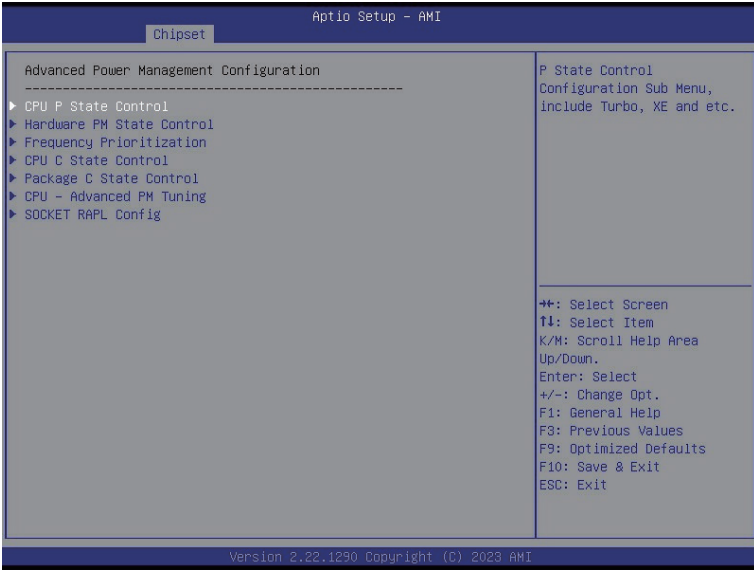 Aptio Setup – AMI
Chipset
Advanced Power Management Configuration
--------------------------------------------------
CPU P State Control
Hardware PM State Control
Frequency Prioritization
CPU C State Control
Package C State Control
CPU – Advanced PM Tuning
SOCKET RAPL Config
P State Control
Configuration Sub Menu,
include Turbo, XE and etc.
→←: Select Screen
↑↓: Select Item
K/M: Scroll Help Area
Up/Down.
Enter: Select
+/-: Change Opt.
F1: General Help
F3: Previous Values
F9: Optimized Defaults
F10: Save & Exit
ESC: Exit
Version 2.22.1290 Copyright (C) 2023 AMI